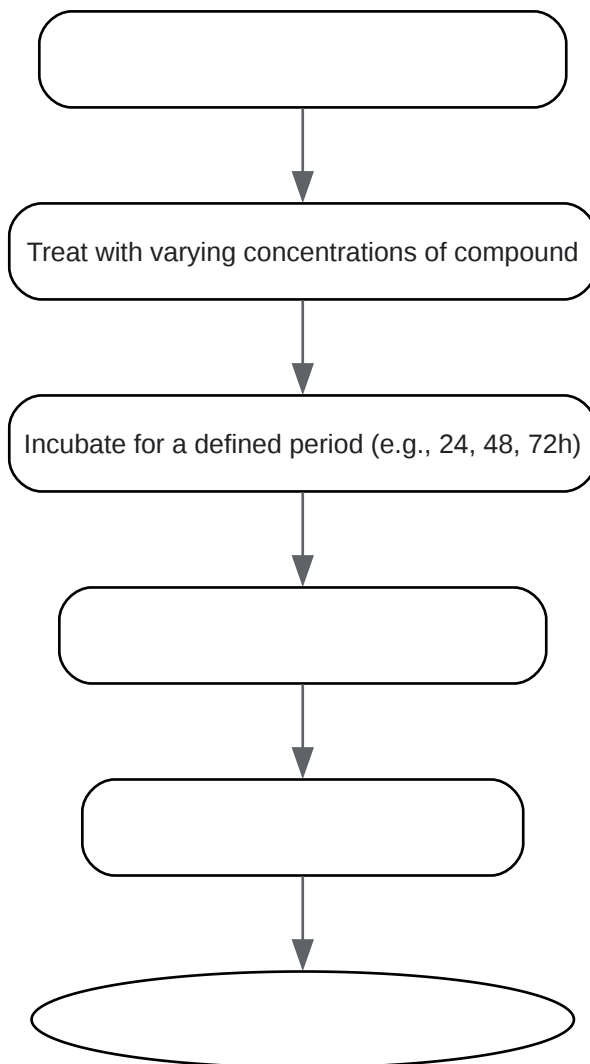 Treat with varying concentrations of compound
Incubate for a defined period (e.g., 24, 48, 72h)